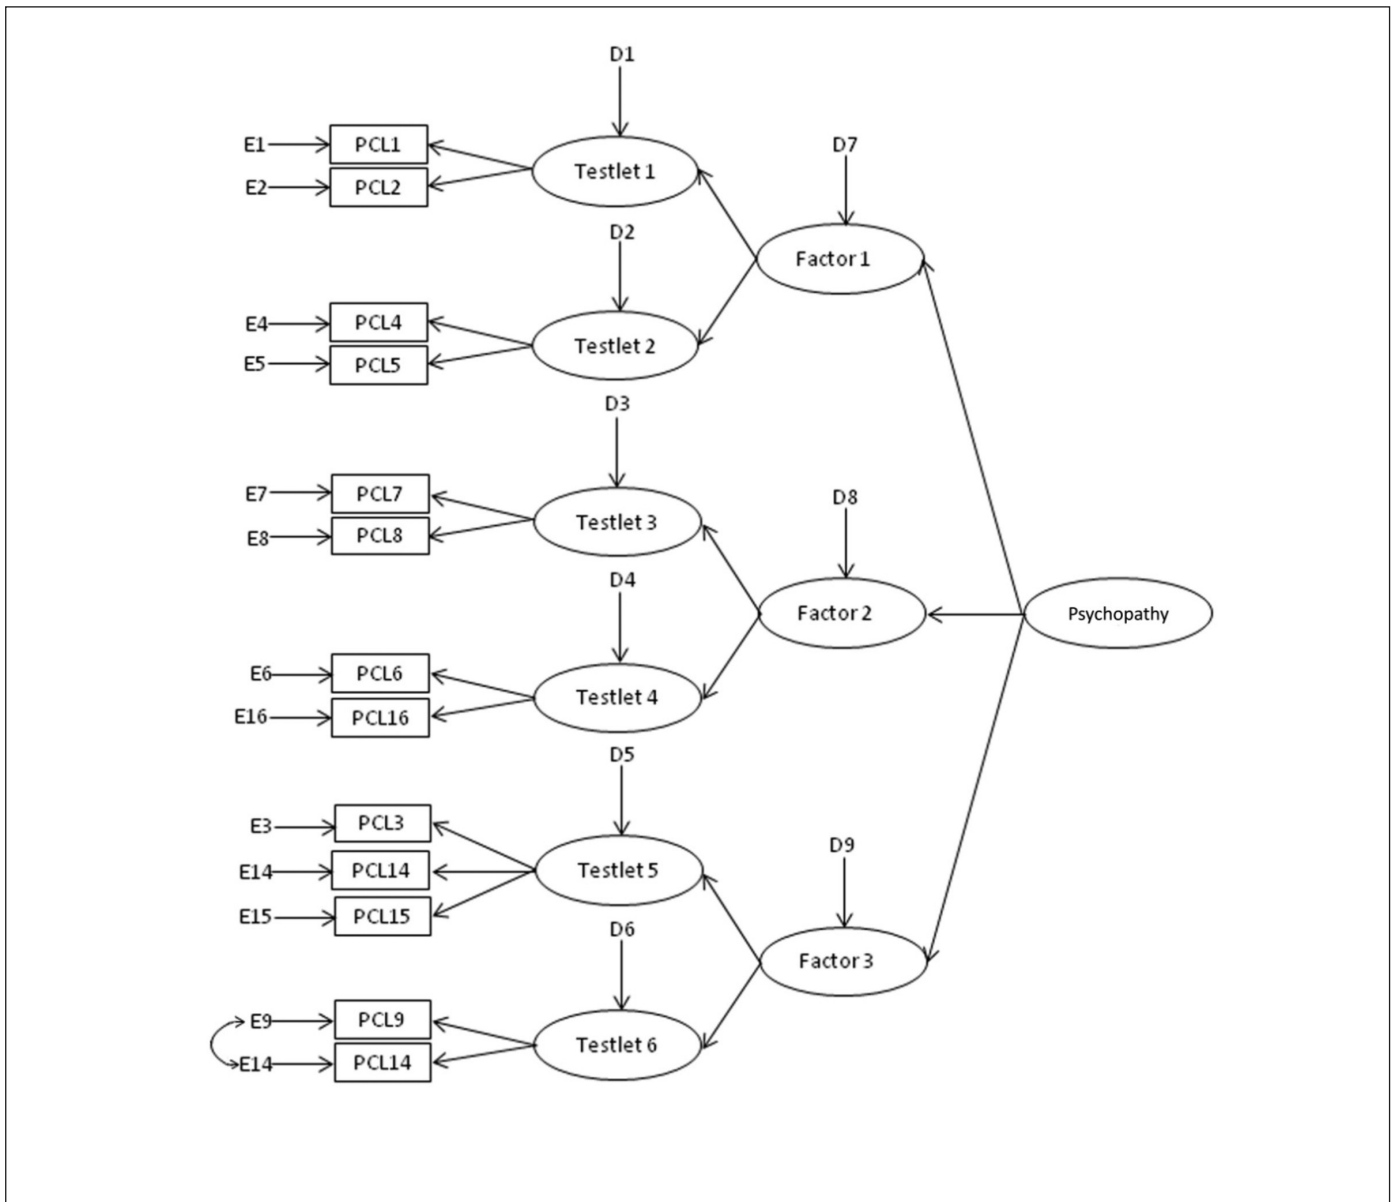 D1
E1 PCL1
E2 PCL2
Testlet 1
D7
D2
Factor 1
E4 PCL4
E5 PCL5
Testlet 2
D3
E7 PCL7
E8 PCL8
Testlet 3
D8
D4
Factor 2
Psychopathy
E6 PCL6
E16 PCL16
Testlet 4
D5
E3 PCL3
E14 PCL14
E15 PCL15
Testlet 5
D9
D6
Factor 3
E9 PCL9
E14 PCL14
Testlet 6